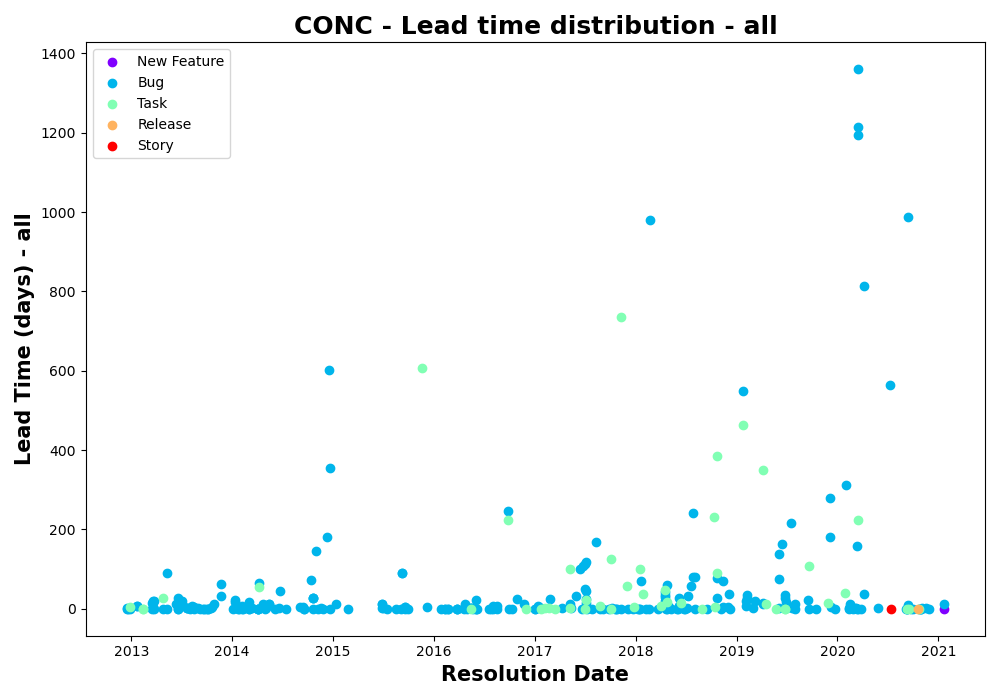 CONC - Lead time distribution - all
New Feature
Bug
Task
Release
Story
Lead Time (days) - all
1400
1200
1000
800
600
400
200
0
2013 2014 2015 2016 2017 2018 2019 2020 2021
Resolution Date